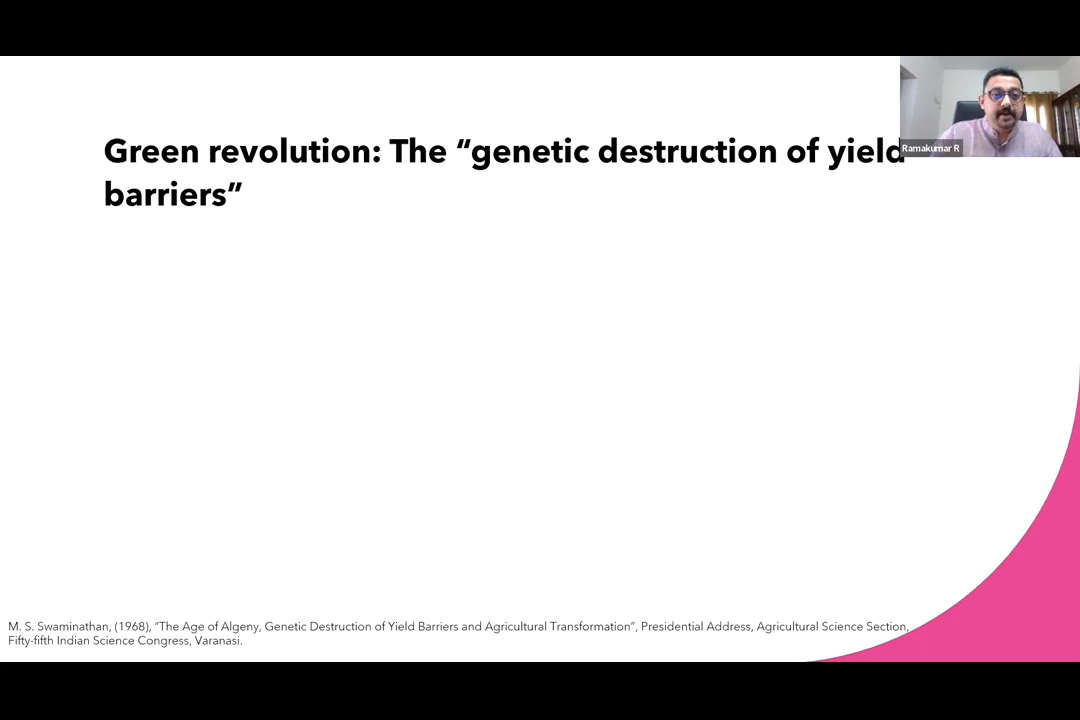 Green revolution: The “genetic destruction of yield
barriers”
Ramakumar R
M. S. Swaminathan, (1968), “The Age of Algeny, Genetic Destruction of Yield Barriers and Agricultural Transformation”, Presidential Address, Agricultural Science Section,
Fifty-fifth Indian Science Congress, Varanasi.